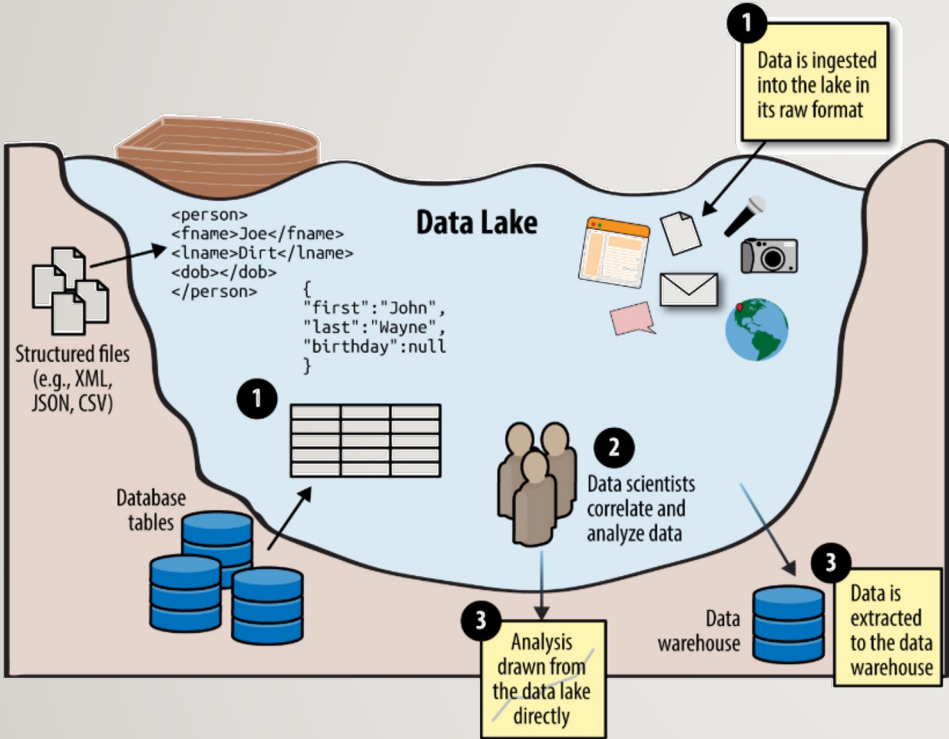 1
Data is ingested
into the lake in
its raw format
Data Lake
<person>
<fname>Joe</fname>
<lname>Dirt</lname>
<dob></dob>
</person>
{
"first":"John",
"last":"Wayne",
"birthday":null
}
Structured files
(e.g., XML,
JSON, CSV)
1
Database
tables
2
Data scientists
correlate and
analyze data
3
Analysis
drawn from
the data lake
directly
Data
warehouse
3
Data is
extracted
to the data
warehouse